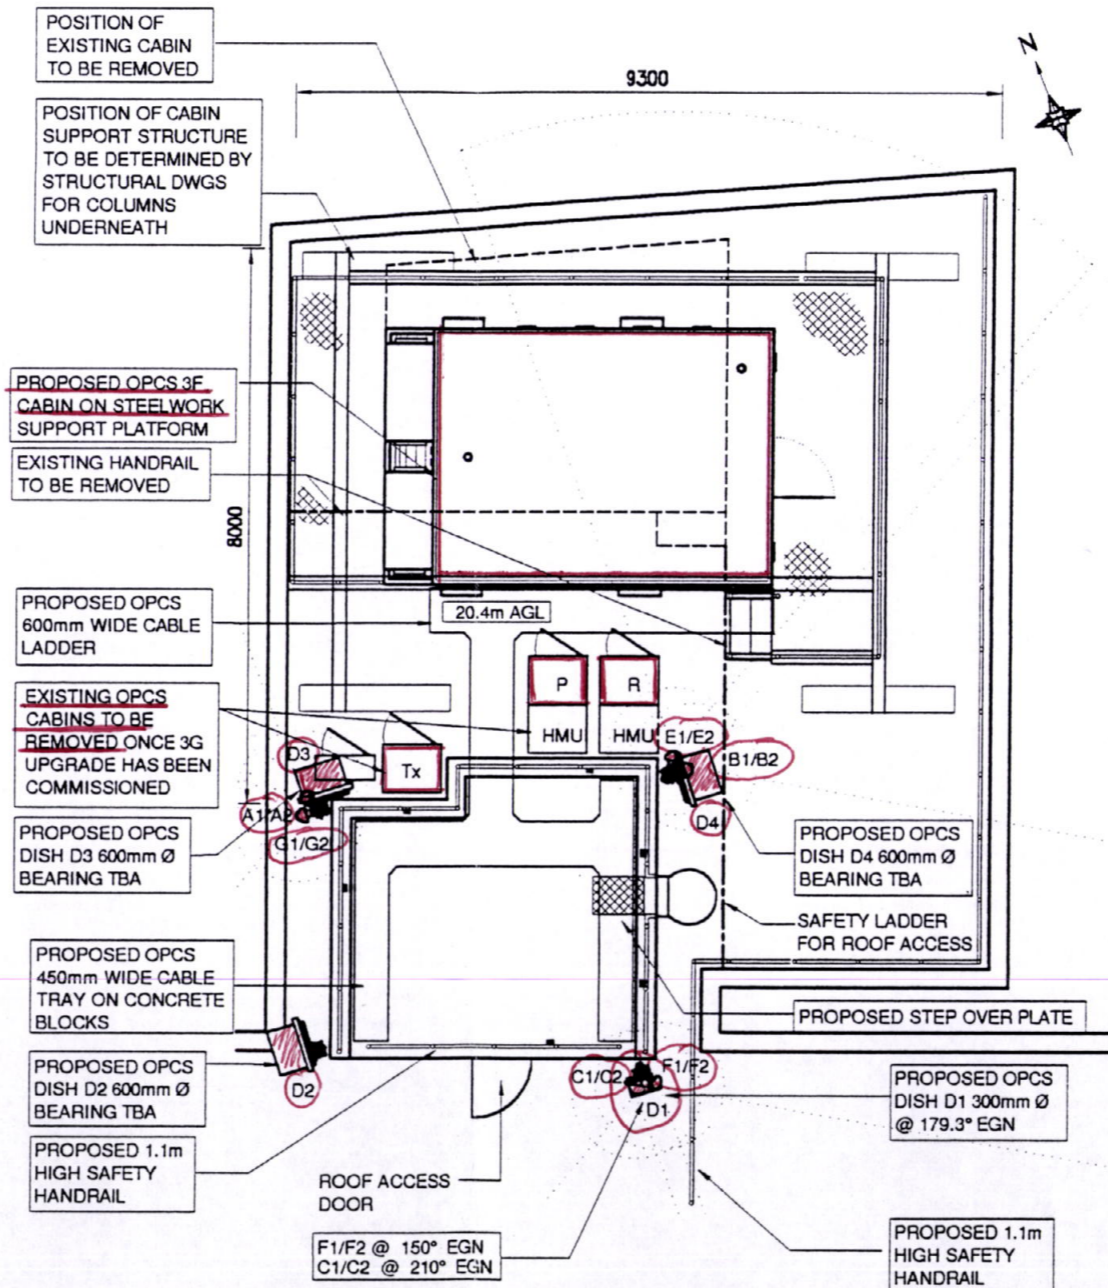 POSITION OF
EXISTING CABIN
TO BE REMOVED
9300
N
POSITION OF CABIN
SUPPORT STRUCTURE
TO BE DETERMINED BY
STRUCTURAL DWGS
FOR COLUMNS
UNDERNEATH
PROPOSED OPCS 3F
CABIN ON STEELWORK
SUPPORT PLATFORM
EXISTING HANDRAIL
TO BE REMOVED
8000
PROPOSED OPCS
600mm WIDE CABLE
LADDER
20.4m AGL
EXISTING OPCS
CABINS TO BE
REMOVED ONCE 3G
UPGRADE HAS BEEN
COMMISSIONED
P
R
HMU
HMU
E1/E2
B1/B2
D3
Tx
A1/A2
G1/G2
D4
PROPOSED OPCS
DISH D3 600mm Ø
BEARING TBA
PROPOSED OPCS
DISH D4 600mm Ø
BEARING TBA
SAFETY LADDER
FOR ROOF ACCESS
PROPOSED OPCS
450mm WIDE CABLE
TRAY ON CONCRETE
BLOCKS
PROPOSED STEP OVER PLATE
PROPOSED OPCS
DISH D2 600mm Ø
BEARING TBA
D2
C1/C2
F1/F2
D1
PROPOSED OPCS
DISH D1 300mm Ø
@ 179.3° EGN
PROPOSED 1.1m
HIGH SAFETY
HANDRAIL
ROOF ACCESS
DOOR
F1/F2 @ 150° EGN
C1/C2 @ 210° EGN
PROPOSED 1.1m
HIGH SAFETY
HANDRAIL